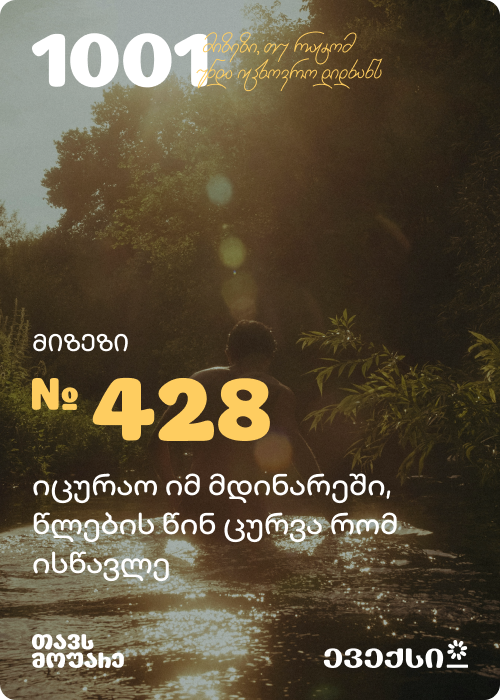 1001 მიზეზი, თუ რატომ
უნდა იცხოვრო დიდხანს
მიზეზი
№ 428
იცურაო იმ მდინარეში,
წლების წინ ცურვა რომ
ისწავლე
თავს
მოუარე
ევექსი